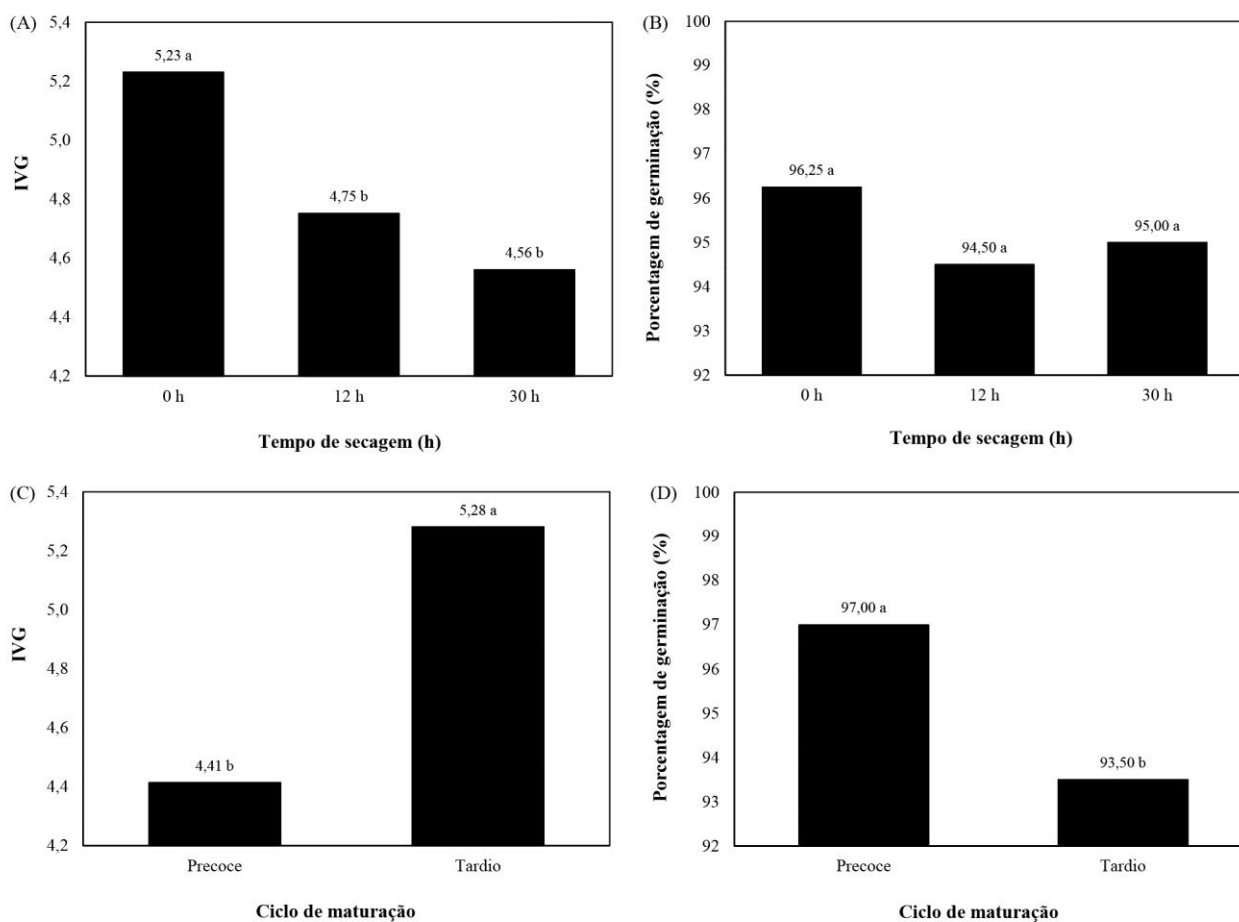 (A)
5,4
5,2
5,0
4,8
4,6
4,4
4,2
IVG
5,23 a
4,75 b
4,56 b
0 h
12 h
30 h
Tempo de secagem (h)
(B)
100
99
98
97
96
95
94
93
92
Porcentagem de germinação (%)
96,25 a
94,50 a
95,00 a
0 h
12 h
30 h
Tempo de secagem (h)
(C)
5,4
5,2
5,0
4,8
4,6
4,4
4,2
IVG
4,41 b
5,28 a
Precoce
Tardio
Ciclo de maturação
(D)
100
99
98
97
96
95
94
93
92
Porcentagem de germinação (%)
97,00 a
93,50 b
Precoce
Tardio
Ciclo de maturação